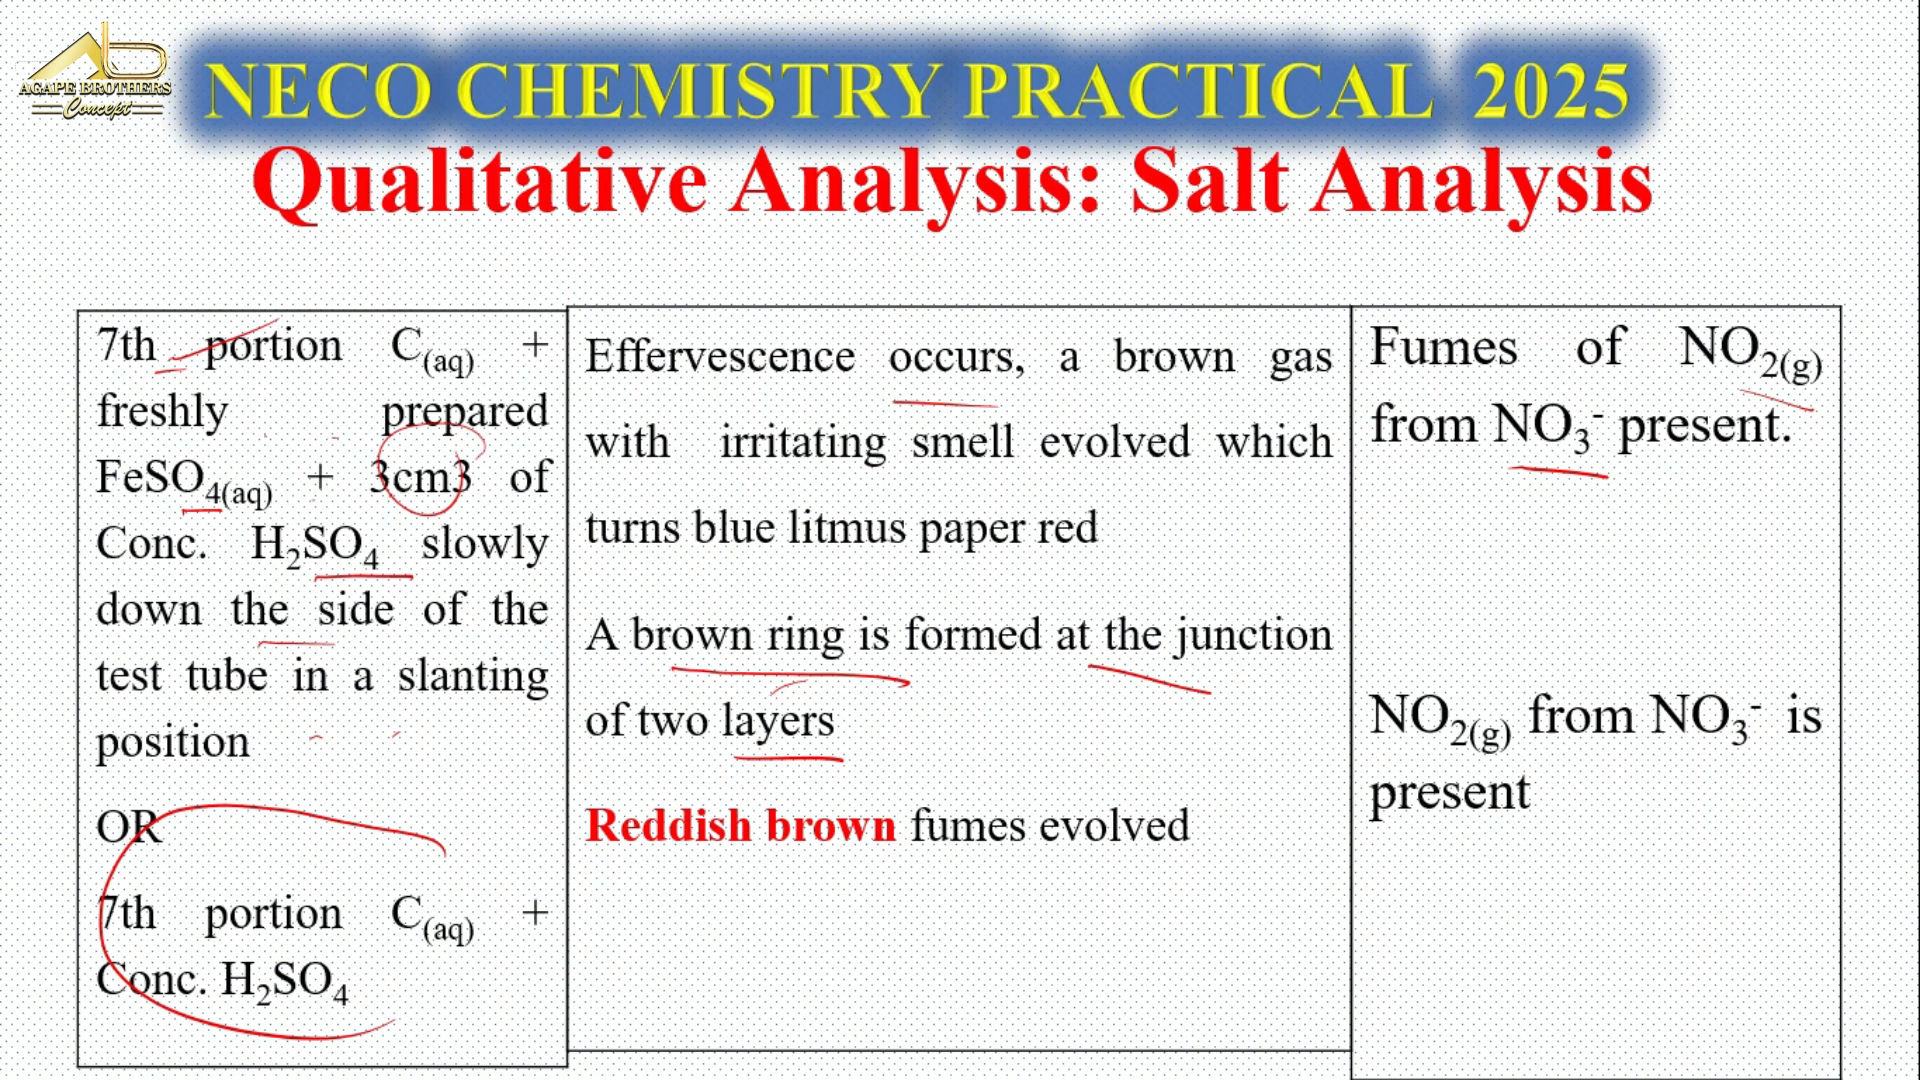 AGAPE BROTHERS
Concept
NECO CHEMISTRY PRACTICAL 2025
Qualitative Analysis: Salt Analysis
7th portion C(aq) +
freshly prepared
FeSO4(aq) + 3cm3 of
Conc. H2SO4 slowly
down the side of the
test tube in a slanting
position
OR
7th portion C(aq) +
Conc. H2SO4
Effervescence occurs, a brown gas
with irritating smell evolved which
turns blue litmus paper red
A brown ring is formed at the junction
of two layers
Reddish brown fumes evolved
Fumes of NO2(g)
from NO3- present.
NO2(g) from NO3- is
present